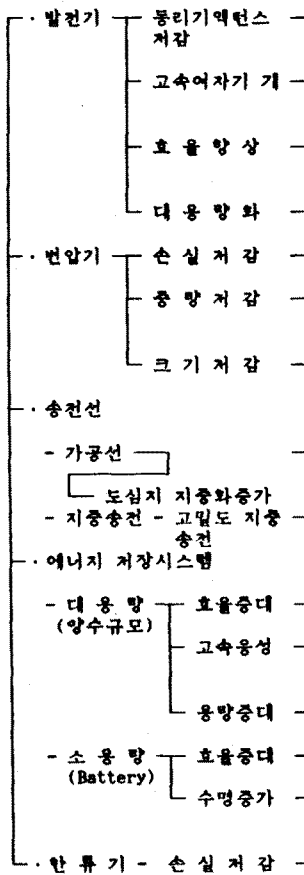 · 발전기 동리기액턴스
저감
고속여자기 기
효 율 향 상
대 용 량 화
· 변압기 손 실 저 감
중 량 저 감
크 기 저 감
· 송전선
- 가공선
도심지 지중화증가
- 지중송전 - 고밀도 지중
송전
· 에너지 저장시스템
- 대 용 량 효율증대
(양수규모)
고속응성
용량증대
- 소 용 량 효율증대
(Battery)
수명증가
· 한 류 기 - 손 실 저 감